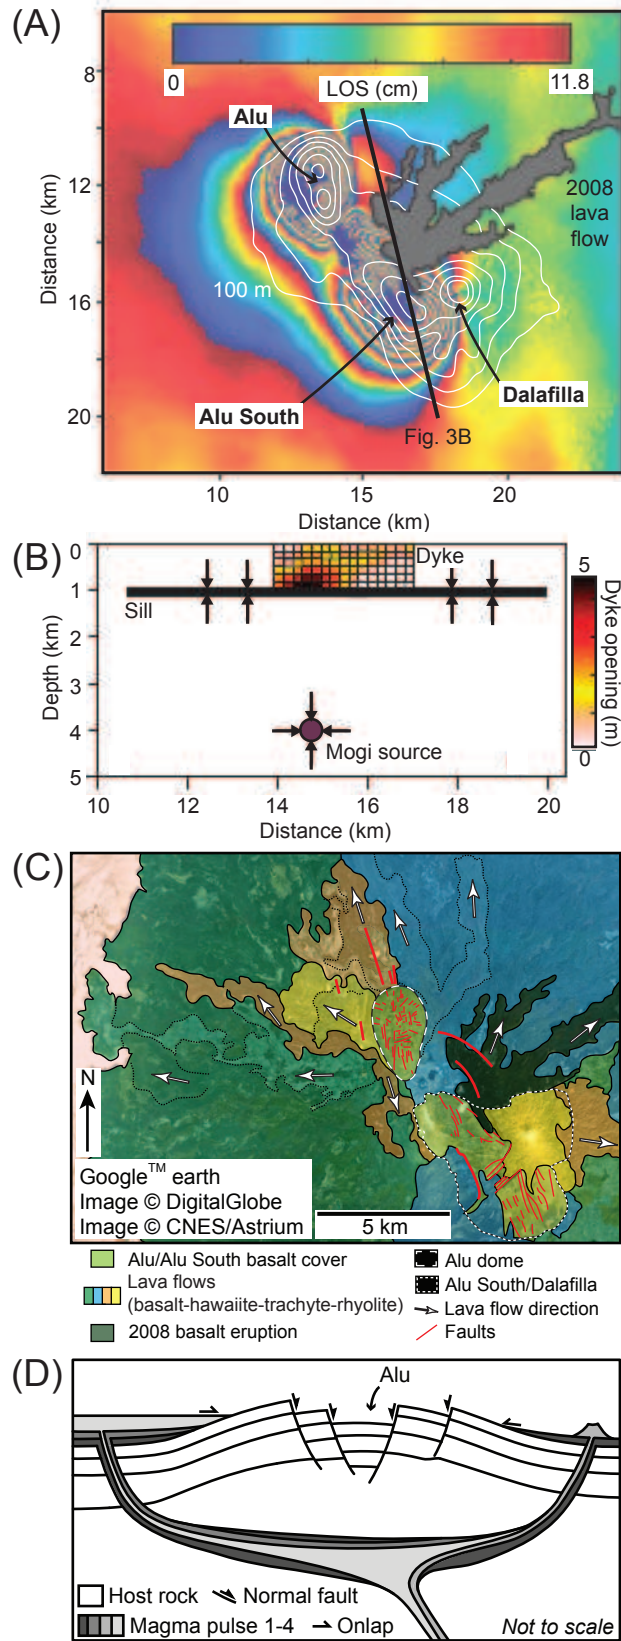 (A)
0
11.8
LOS (cm)
Alu
2008
lava
flow
100 m
Alu South
Dalafilla
Fig. 3B
8
12
16
20
Distance (km)
10
15
20
Distance (km)
(B)
0
1
2
3
4
5
Depth (km)
Dyke
Sill
Mogi source
10
12
14
16
18
20
Distance (km)
5
0
Dyke opening (m)
(C)
N
Google™ earth
Image © DigitalGlobe
Image © CNES/Astrium
5 km
Alu/Alu South basalt cover
Lava flows
(basalt-hawaiite-trachyte-rhyolite)
2008 basalt eruption
Alu dome
Alu South/Dalafilla
Lava flow direction
Faults
(D)
Alu
Host rock
Normal fault
Magma pulse 1-4
Onlap
Not to scale